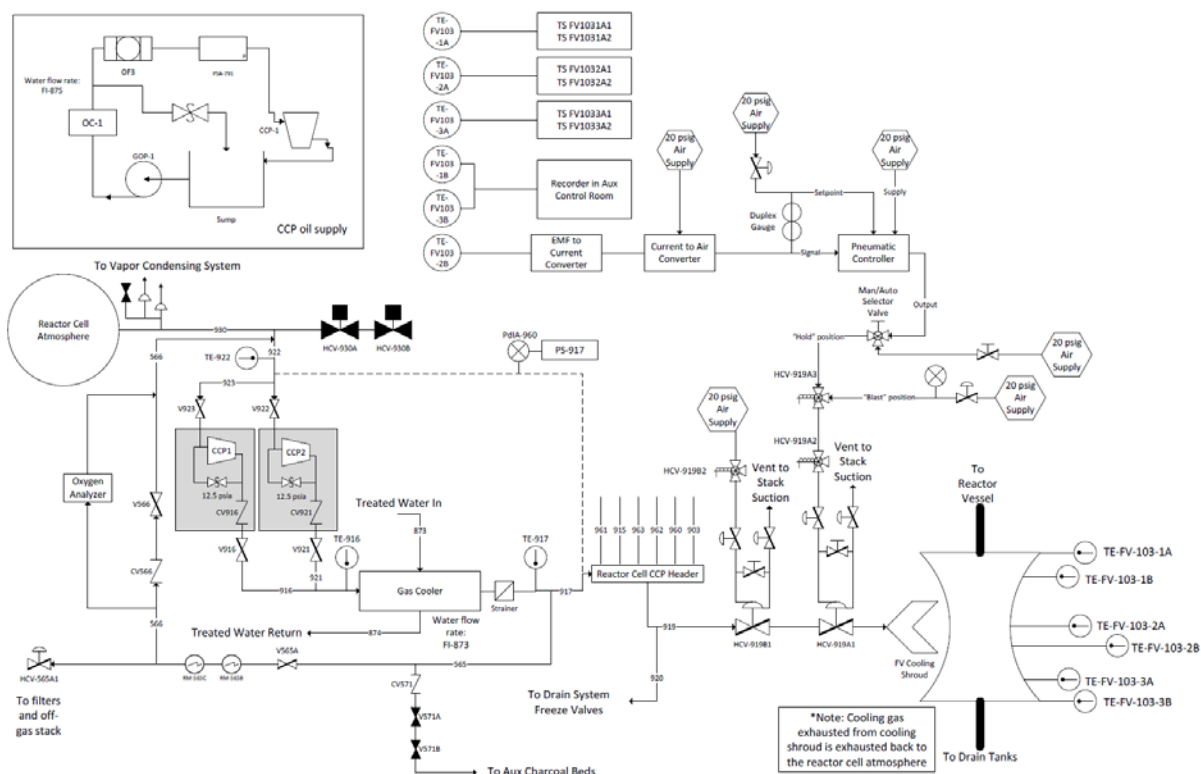 OF3
FSA-791
Water flow rate:
FI-875
OC-1
GOP-1
CCP-1
Sump
CCP oil supply
TE-
FV103
-1A
TS FV1031A1
TS FV1031A2
TE-
FV103
-2A
TS FV1032A1
TS FV1032A2
TE-
FV103
-3A
TS FV1033A1
TS FV1033A2
TE-
FV103
-1B
TE-
FV103
-3B
Recorder in Aux
Control Room
TE-
FV103
-2B
EMF to
Current
Converter
Current to Air
Converter
20 psig
Air
Supply
20 psig
Air
Supply
20 psig
Air
Supply
Setpoint
Supply
Duplex
Gauge
Signal
Pneumatic
Controller
Output
Man/Auto
Selector
Valve
"Hold" position
20 psig
Air
Supply
HCV-919A3
"Blast" position
20 psig
Air
Supply
HCV-919A2
To Vapor Condensing System
Reactor Cell
Atmosphere
930
HCV-930A
HCV-930B
566
922
TE-922
923
PdIA-960
PS-917
V923
V922
CCP1
CCP2
12.5 psia
12.5 psia
CV916
CV921
V916
V921
921
Oxygen
Analyzer
V566
CV566
566
Treated Water In
873
TE-916
TE-917
916
Gas Cooler
Strainer
917
874
Treated Water Return
Water flow
rate:
FI-873
20 psig
Air
Supply
HCV-919B2
Vent to
Stack
Suction
Vent to
Stack
Suction
961
915
963
962
960
903
Reactor Cell CCP Header
919
HCV-919B1
HCV-919A1
920
To Drain System
Freeze Valves
FV Cooling
Shroud
To
Reactor
Vessel
TE-FV-103-1A
TE-FV-103-1B
TE-FV-103-2A
TE-FV-103-2B
TE-FV-103-3A
TE-FV-103-3B
To Drain Tanks
*Note: Cooling gas
exhausted from cooling
shroud is exhausted back to
the reactor cell atmosphere
HCV-565A1
To filters
and off-
gas stack
RM-565C
RM-565B
V565A
565
CV571
V571A
V571B
To Aux Charcoal Beds